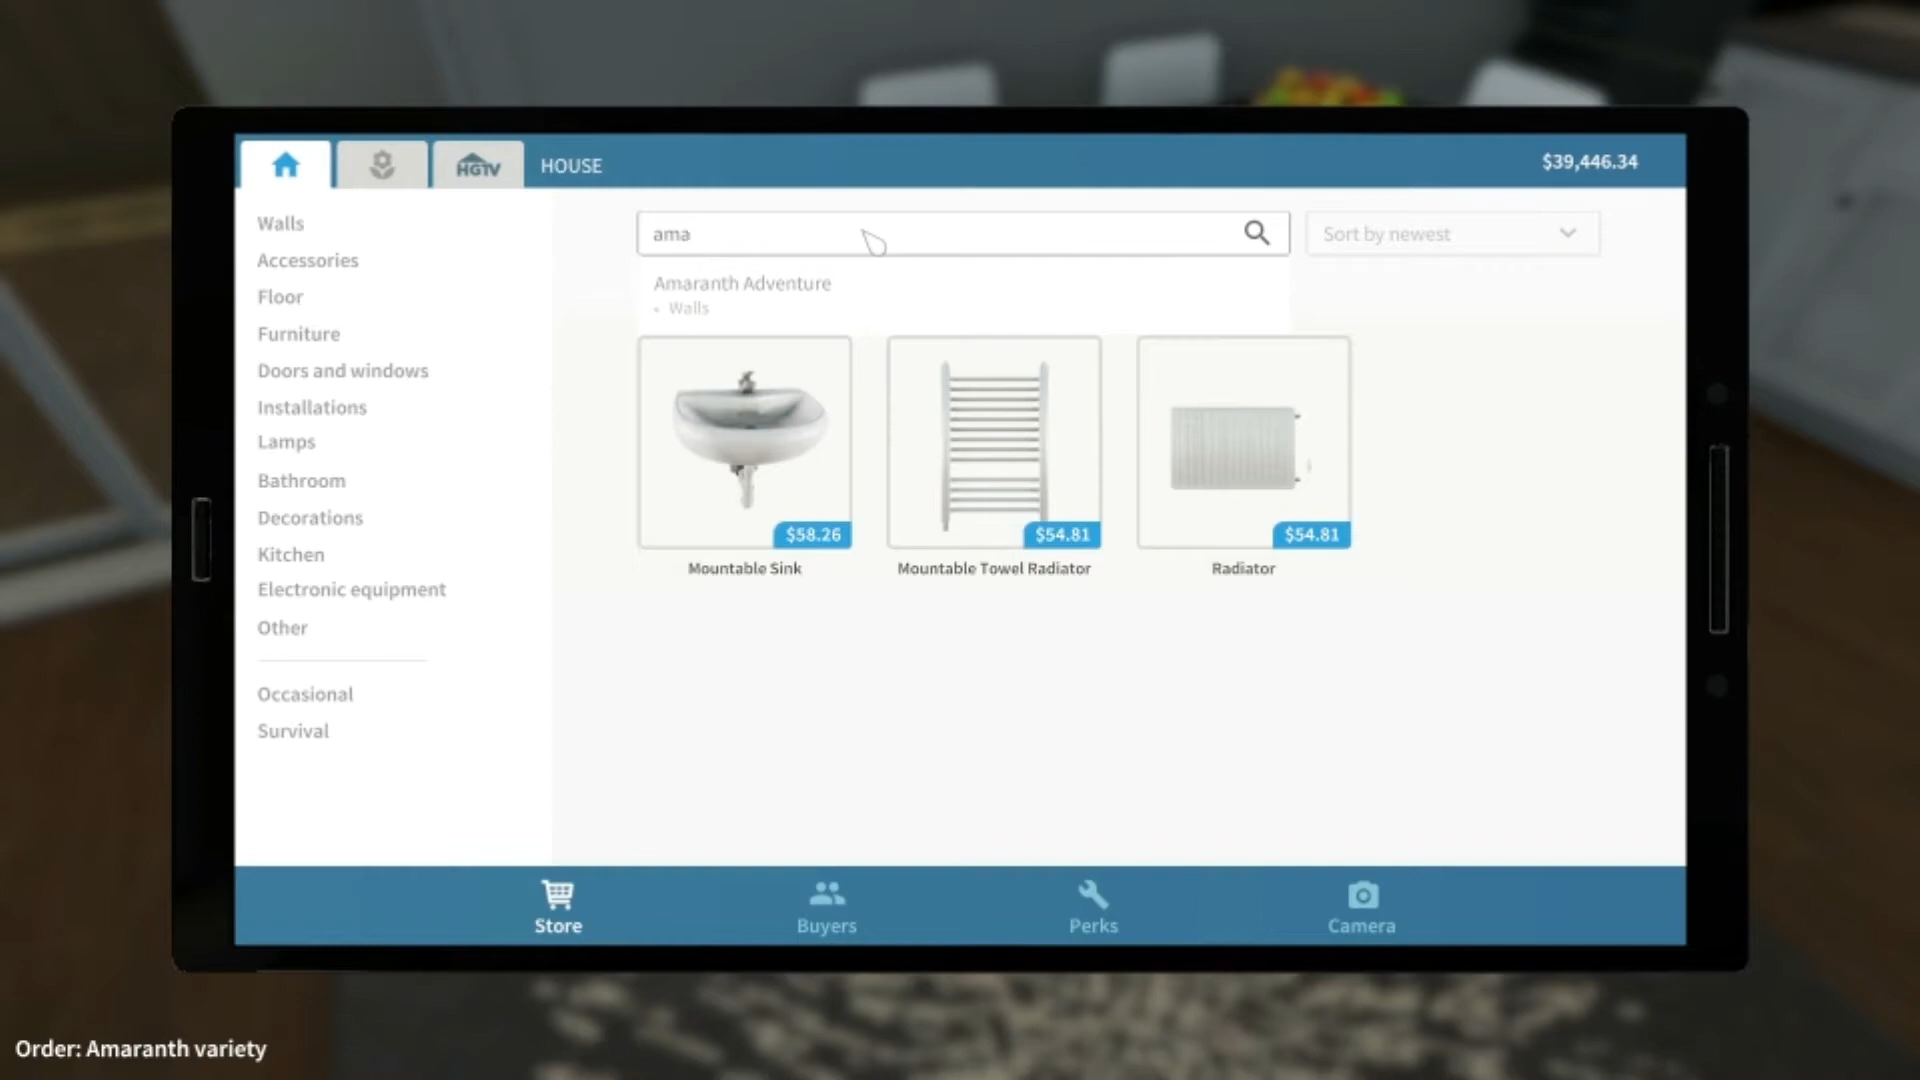 HGTV
HOUSE
$39,446.34
Walls
Accessories
Floor
Furniture
Doors and windows
Installations
Lamps
Bathroom
Decorations
Kitchen
Electronic equipment
Other
Occasional
Survival
ama
Sort by newest
Amaranth Adventure
• Walls
$58.26
$54.81
$54.81
Mountable Sink
Mountable Towel Radiator
Radiator
Store
Buyers
Perks
Camera
Order: Amaranth variety